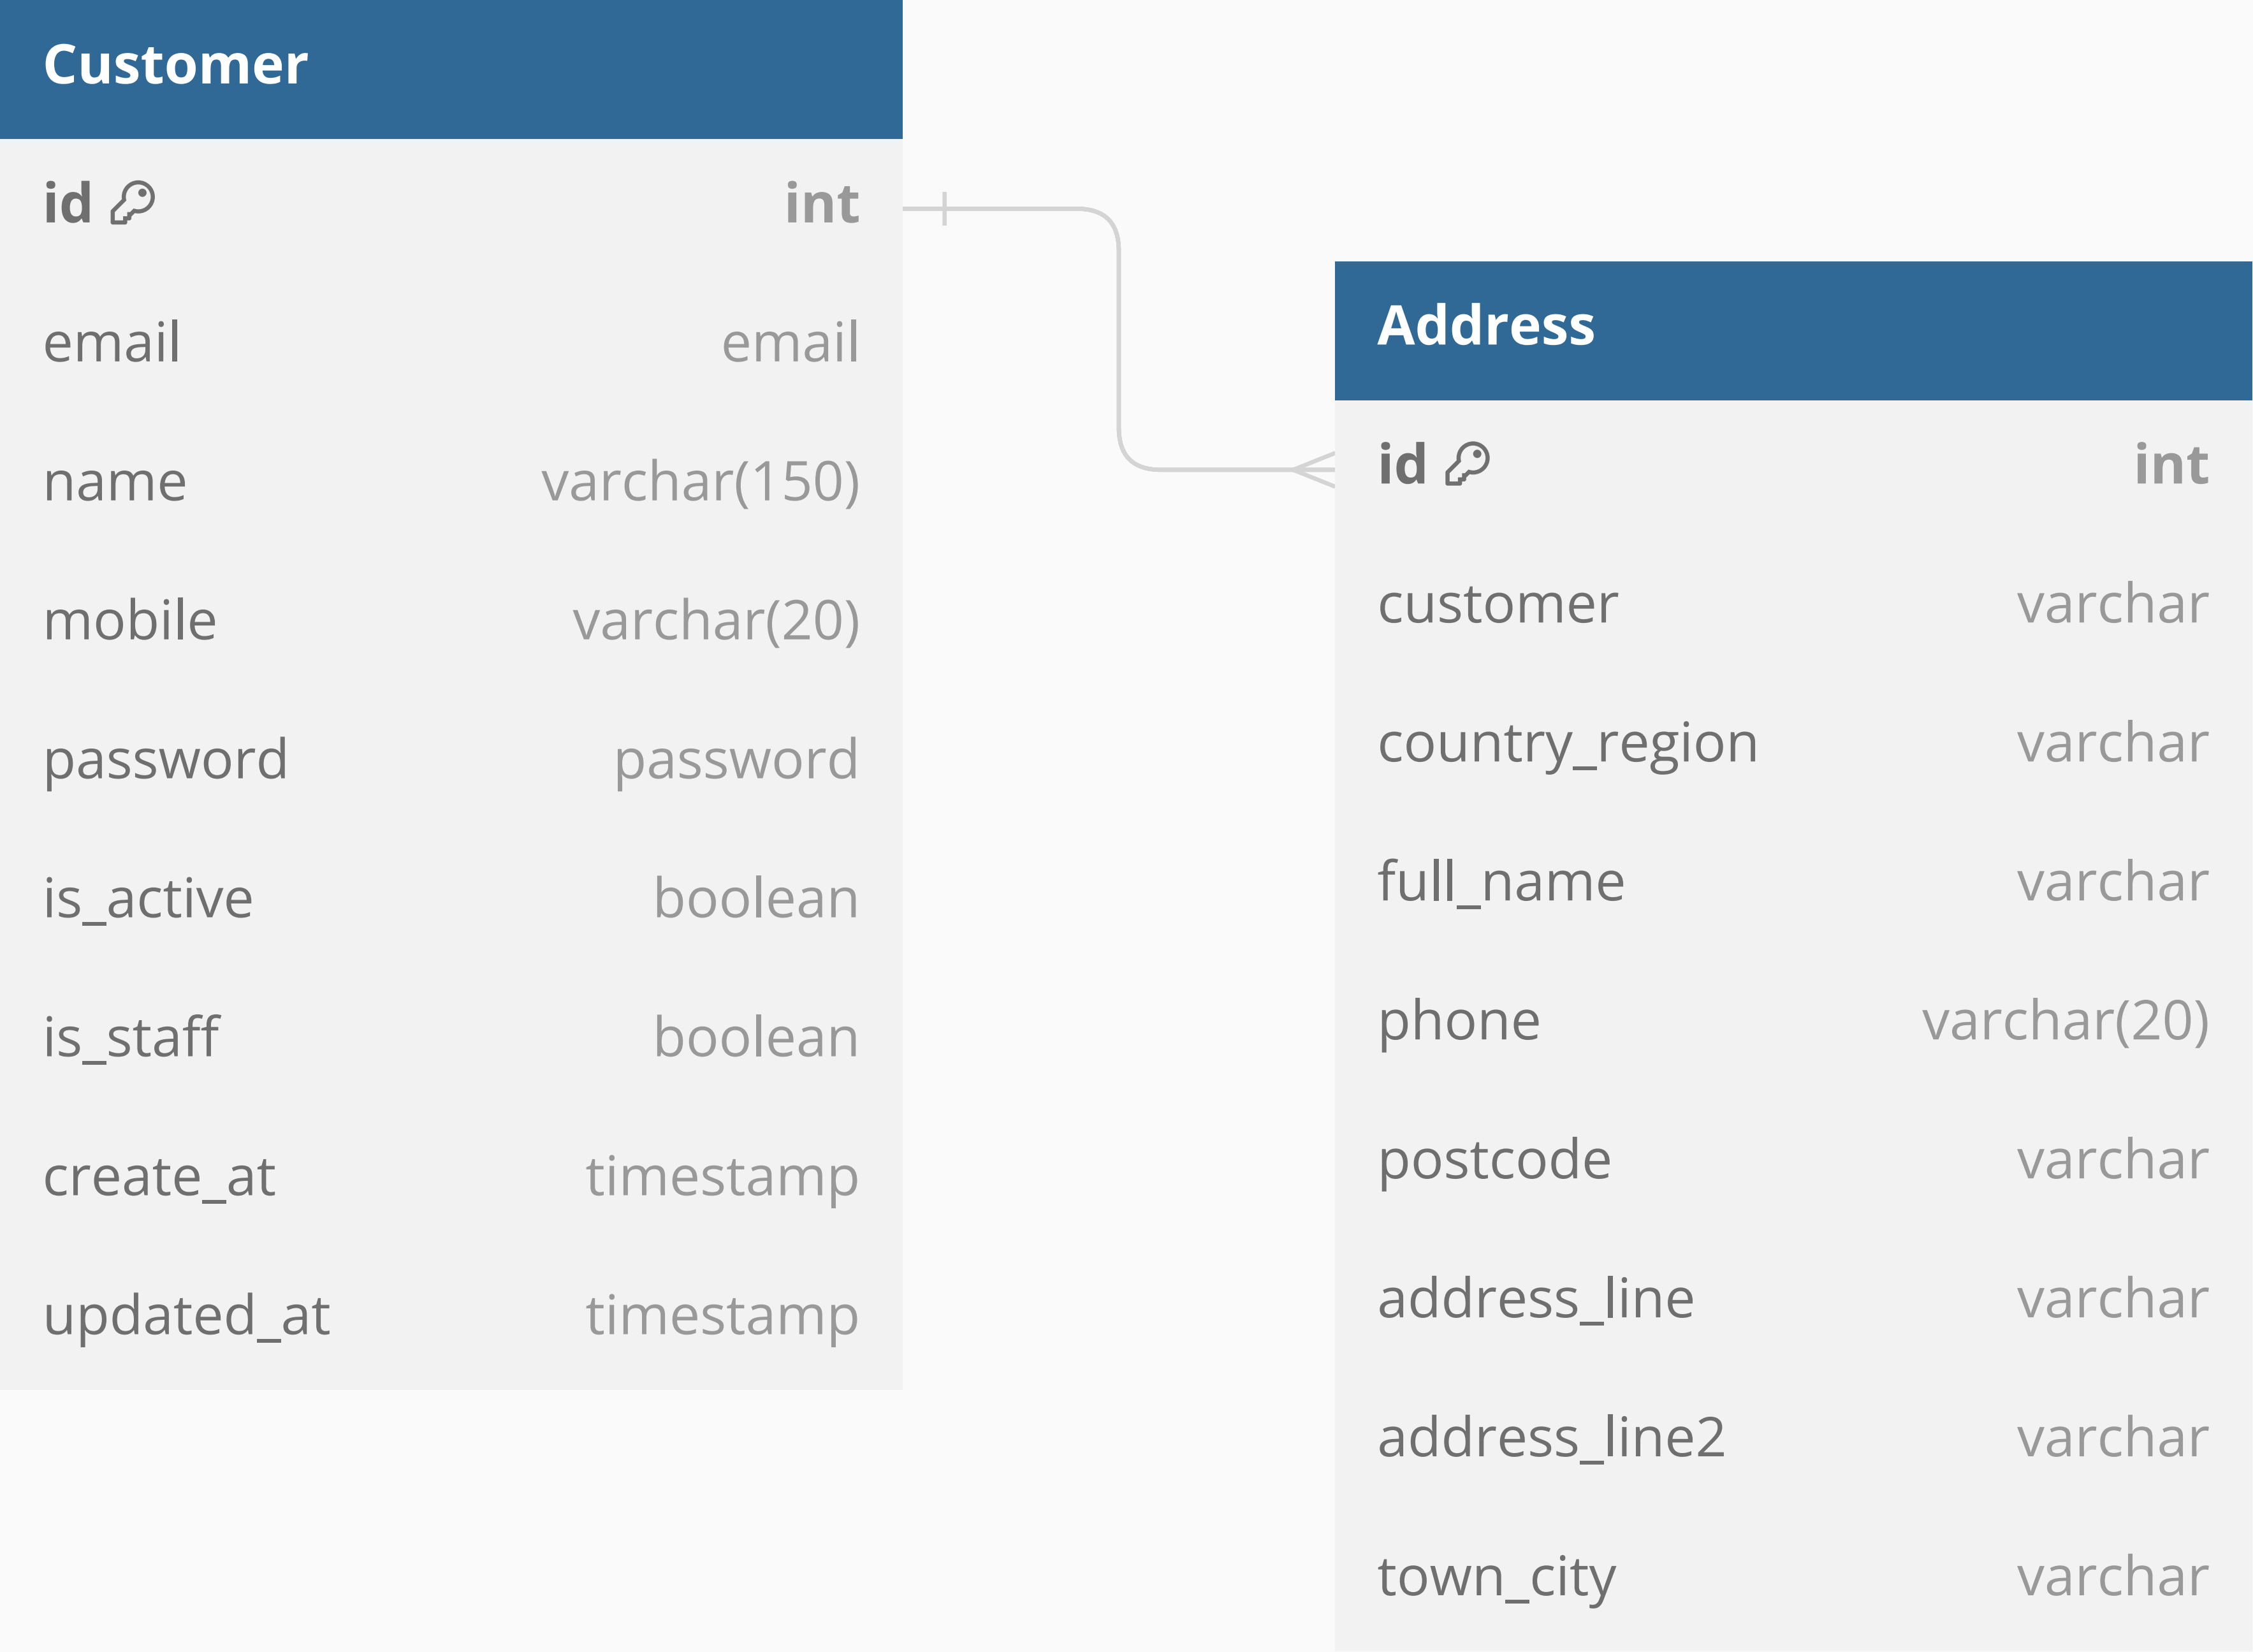 Customer
id int
email email
name varchar(150)
mobile varchar(20)
password password
is_active boolean
is_staff boolean
create_at timestamp
updated_at timestamp
Address
id int
customer varchar
country_region varchar
full_name varchar
phone varchar(20)
postcode varchar
address_line varchar
address_line2 varchar
town_city varchar